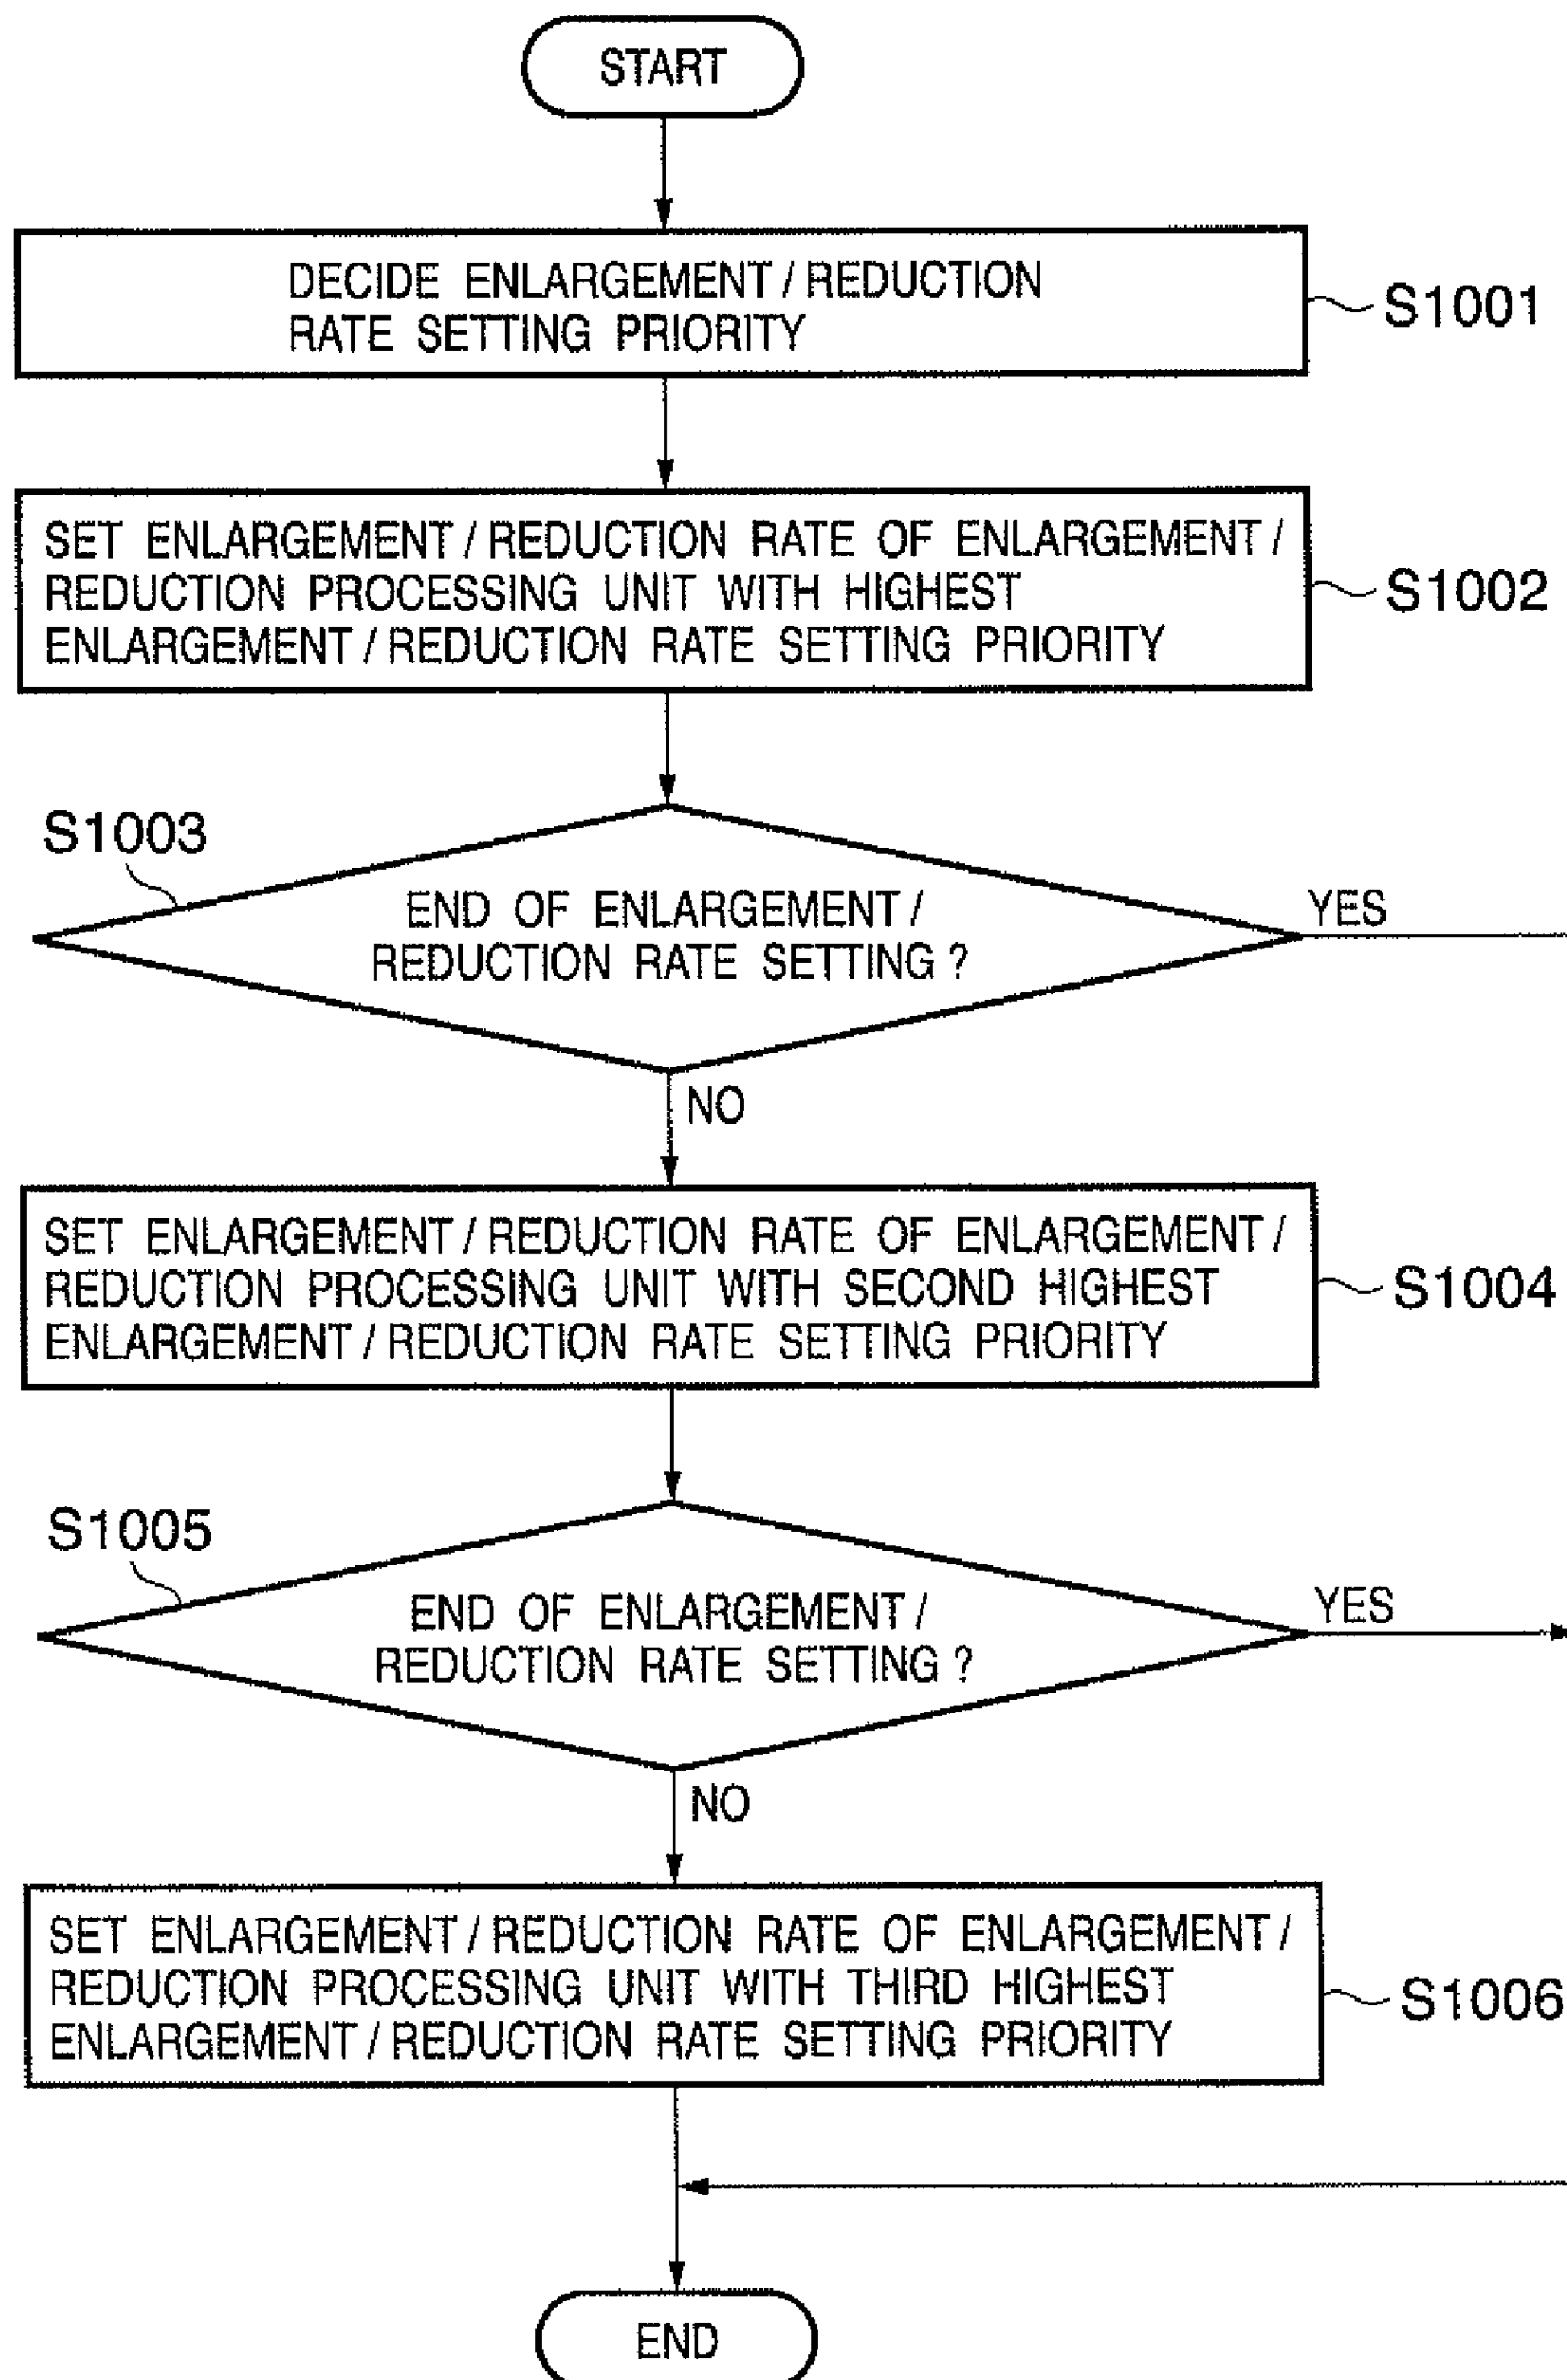 START
DECIDE ENLARGEMENT / REDUCTION
RATE SETTING PRIORITY
S1001
SET ENLARGEMENT / REDUCTION RATE OF ENLARGEMENT /
REDUCTION PROCESSING UNIT WITH HIGHEST
ENLARGEMENT / REDUCTION RATE SETTING PRIORITY
S1002
S1003
END OF ENLARGEMENT /
REDUCTION RATE SETTING ?
YES
NO
SET ENLARGEMENT / REDUCTION RATE OF ENLARGEMENT /
REDUCTION PROCESSING UNIT WITH SECOND HIGHEST
ENLARGEMENT / REDUCTION RATE SETTING PRIORITY
S1004
S1005
END OF ENLARGEMENT /
REDUCTION RATE SETTING ?
YES
NO
SET ENLARGEMENT / REDUCTION RATE OF ENLARGEMENT /
REDUCTION PROCESSING UNIT WITH THIRD HIGHEST
ENLARGEMENT / REDUCTION RATE SETTING PRIORITY
S1006
END